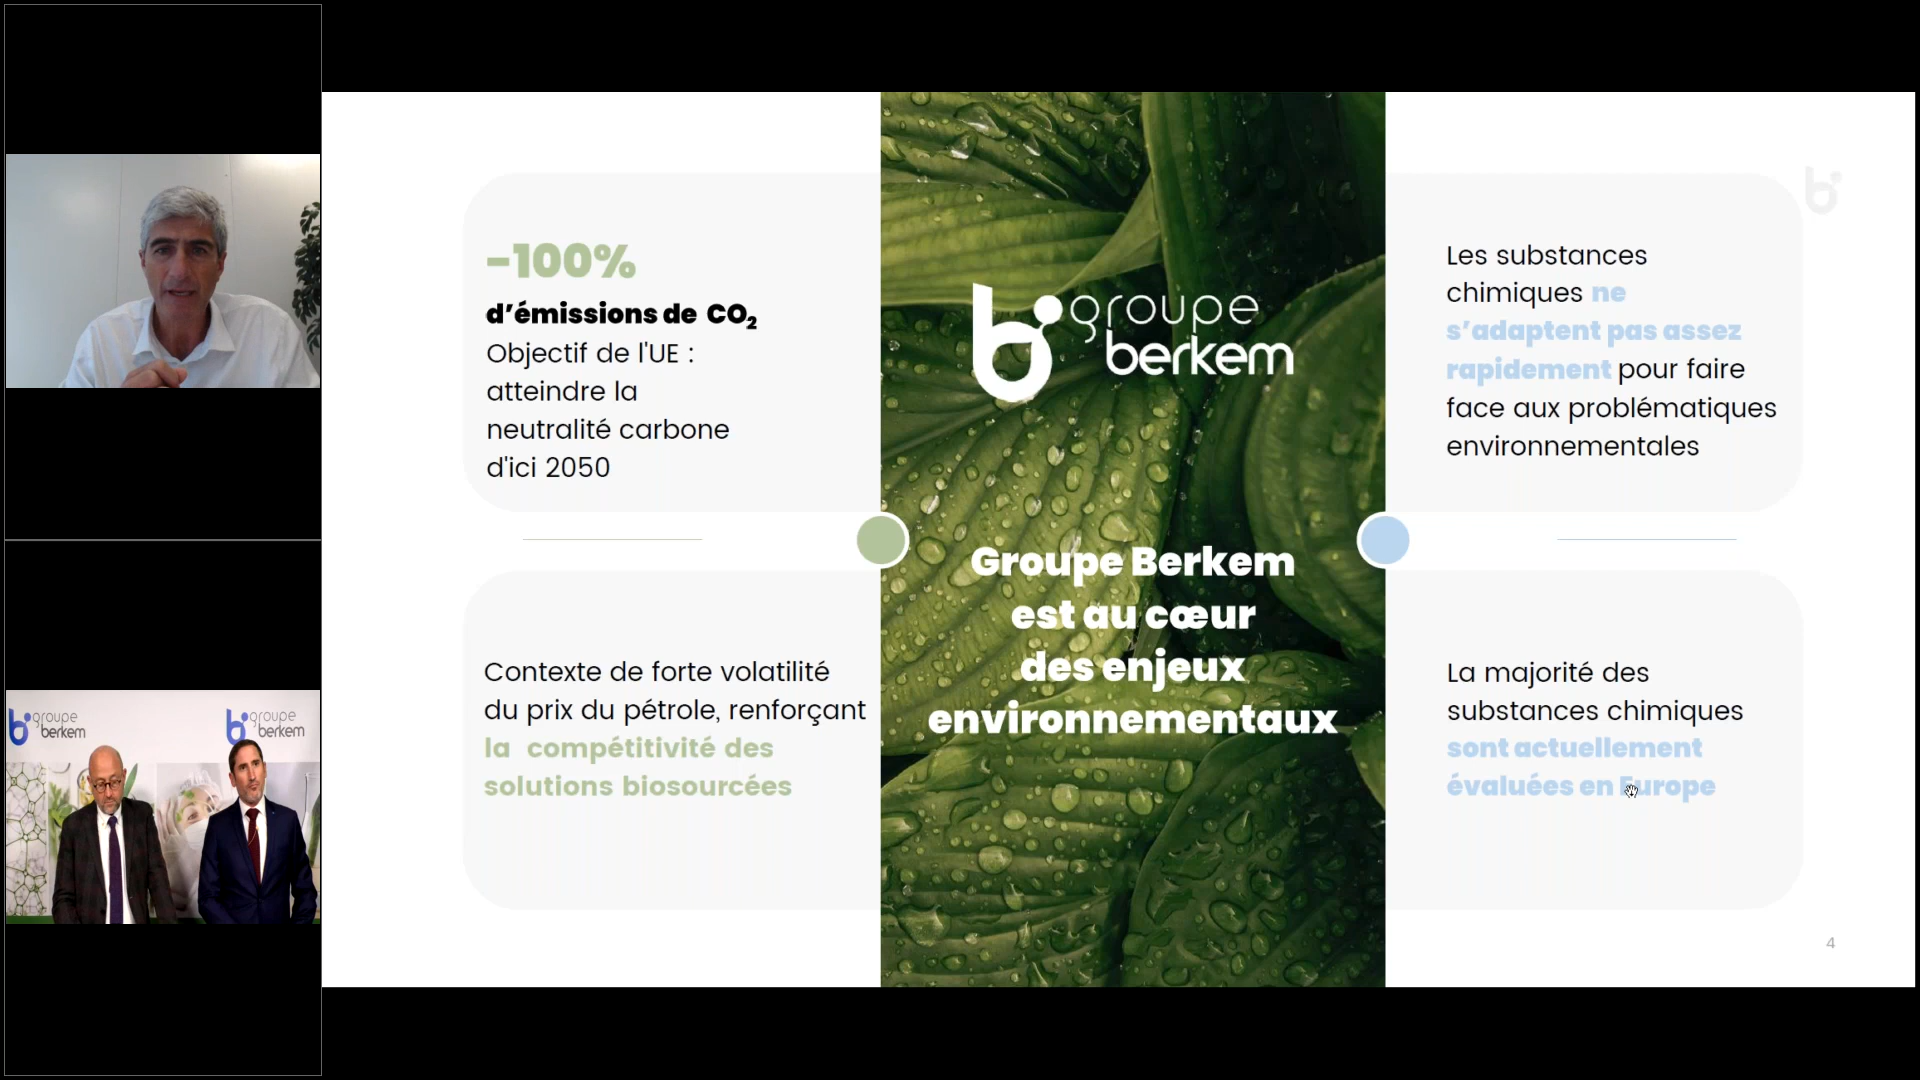 groupe
berkem
groupe
berkem
-100%
d’émissions de CO₂
Objectif de l'UE :
atteindre la
neutralité carbone
d'ici 2050
Contexte de forte volatilité
du prix du pétrole, renforçant
la compétitivité des
solutions biosourcées
groupe
berkem
Groupe Berkem
est au cœur
des enjeux
environnementaux
Les substances
chimiques ne
s’adaptent pas assez
rapidement pour faire
face aux problématiques
environnementales
La majorité des
substances chimiques
sont actuellement
évaluées en Europe
4